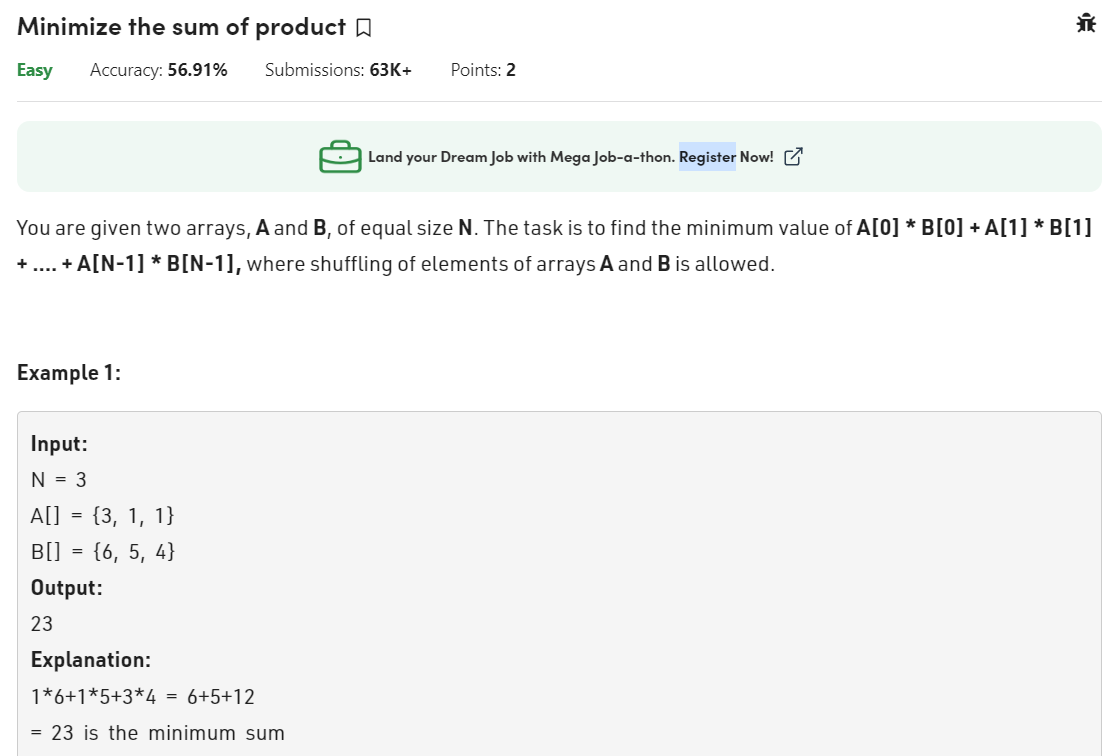 Minimize the sum of product
Easy Accuracy: 56.91% Submissions: 63K+ Points: 2
Land your Dream Job with Mega Job-a-thon. Register Now!
You are given two arrays, A and B, of equal size N. The task is to find the minimum value of A[0] * B[0] + A[1] * B[1]
+ .... + A[N-1] * B[N-1], where shuffling of elements of arrays A and B is allowed.
Example 1:
Input:
N = 3
A[] = {3, 1, 1}
B[] = {6, 5, 4}
Output:
23
Explanation:
1*6+1*5+3*4 = 6+5+12
= 23 is the minimum sum